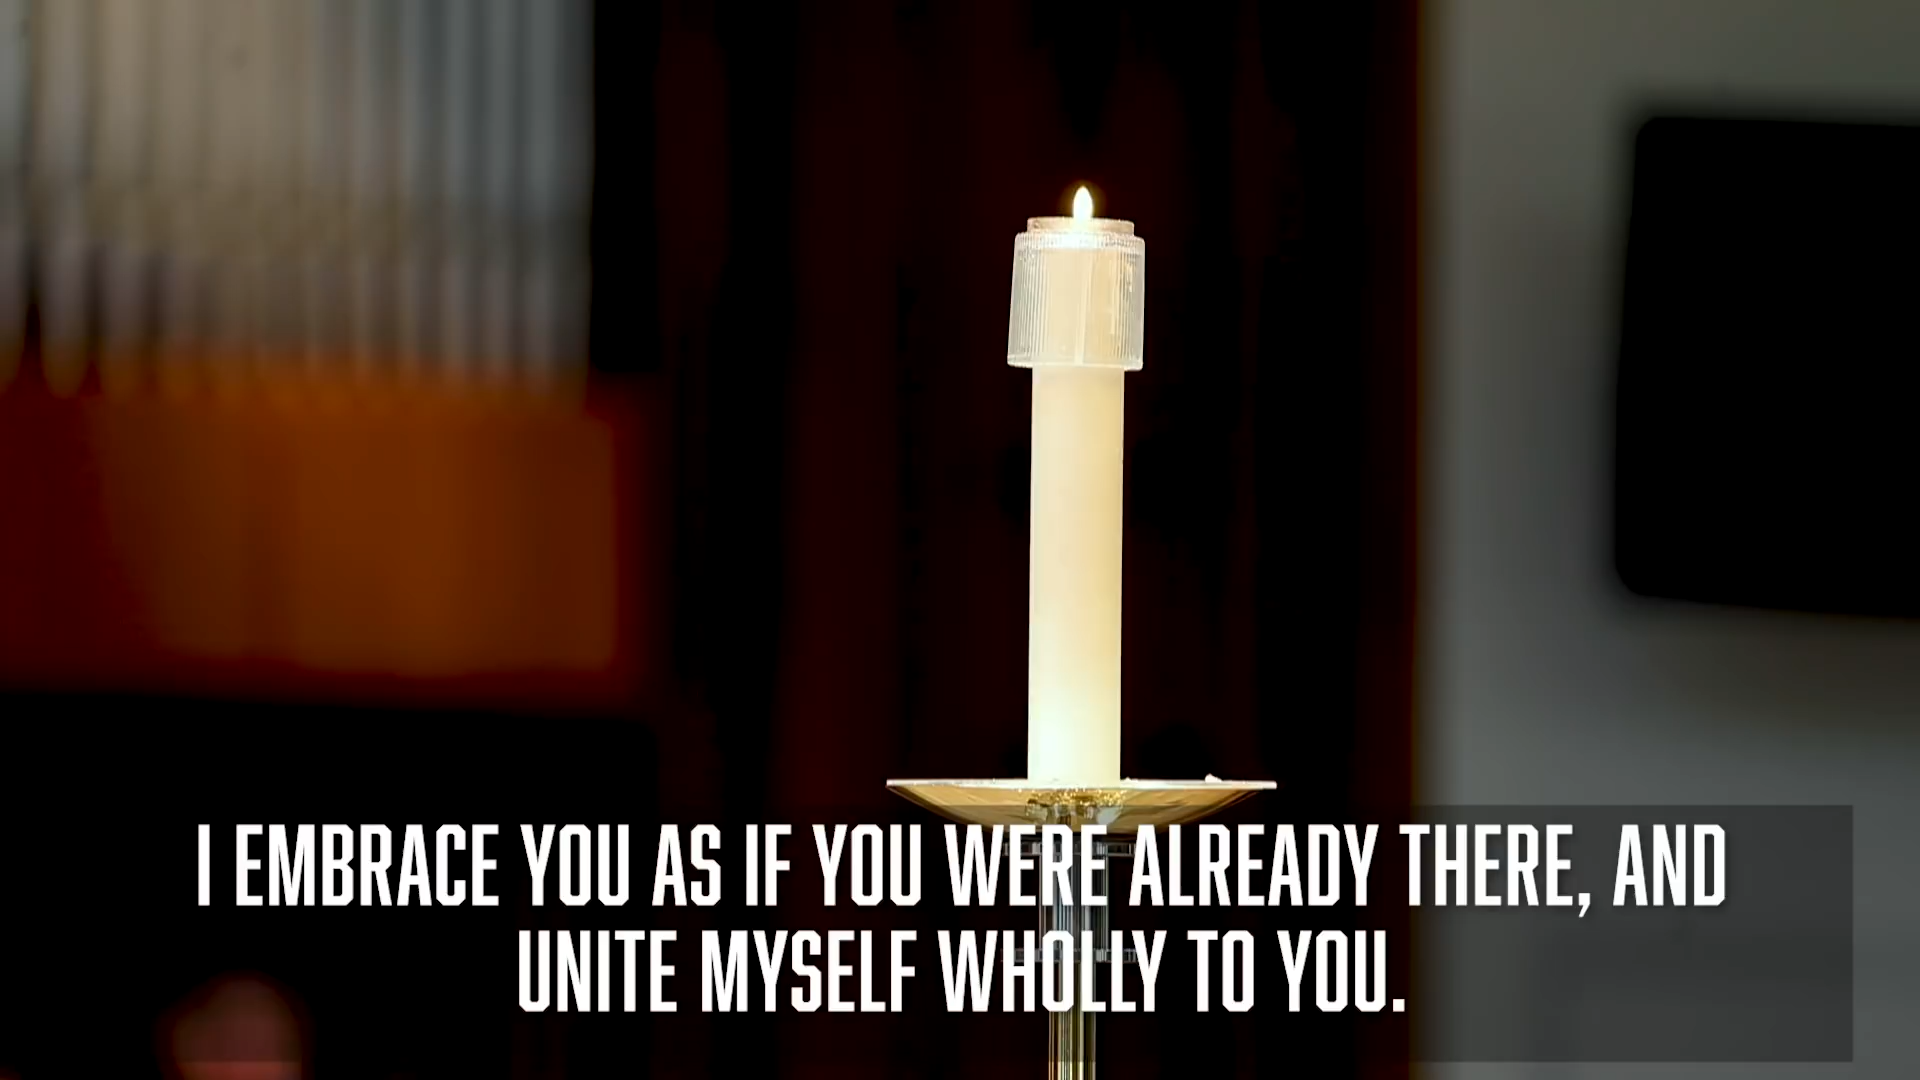 I EMBRACE YOU AS IF YOU WERE ALREADY THERE, AND
UNITE MYSELF WHOLLY TO YOU.